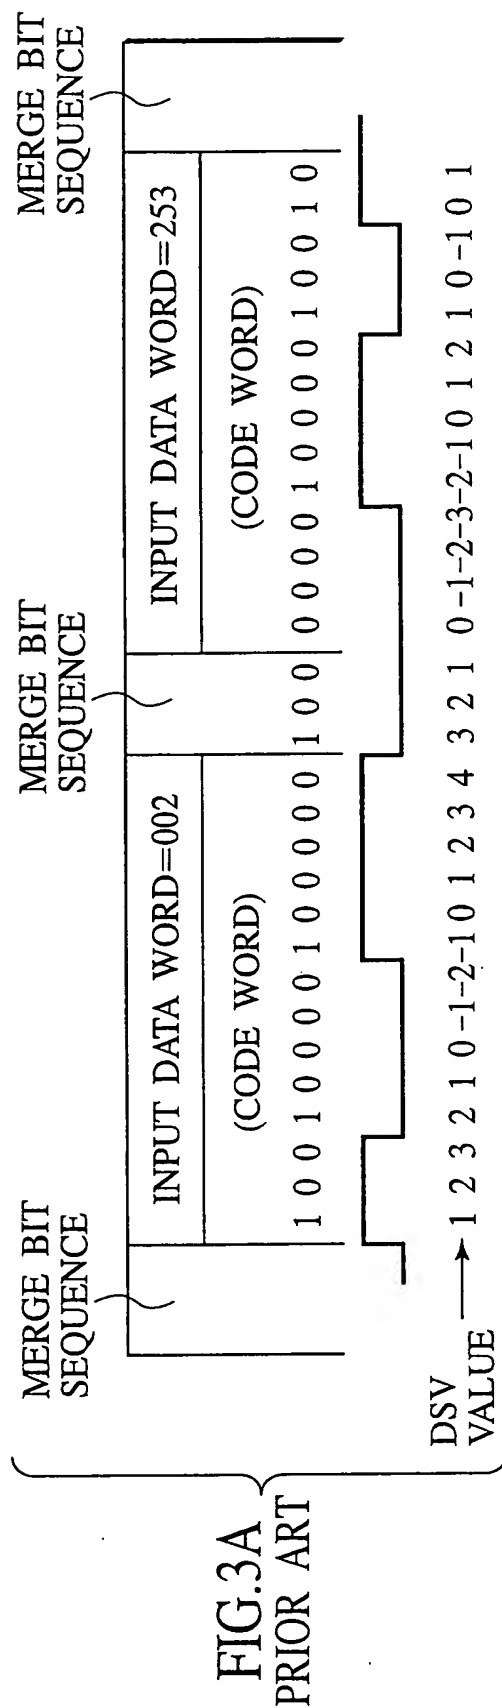 MERGE BIT
SEQUENCE
MERGE BIT
SEQUENCE
MERGE BIT
SEQUENCE
INPUT DATA WORD=002
INPUT DATA WORD=253
(CODE WORD)
(CODE WORD)
1 0 0 1 0 0 0 0 1 0 0 0 0 0 1 0 0 0 0 0 0 1 0 0 0 0 1 0 0 1 0
DSV
VALUE
1 2 3 2 1 0 -1 -2 -1 0 1 2 3 4 3 2 1 0 -1 -2 -3 -2 -1 0 1 2 1 0 -1 0 1
FIG.3A
PRIOR ART